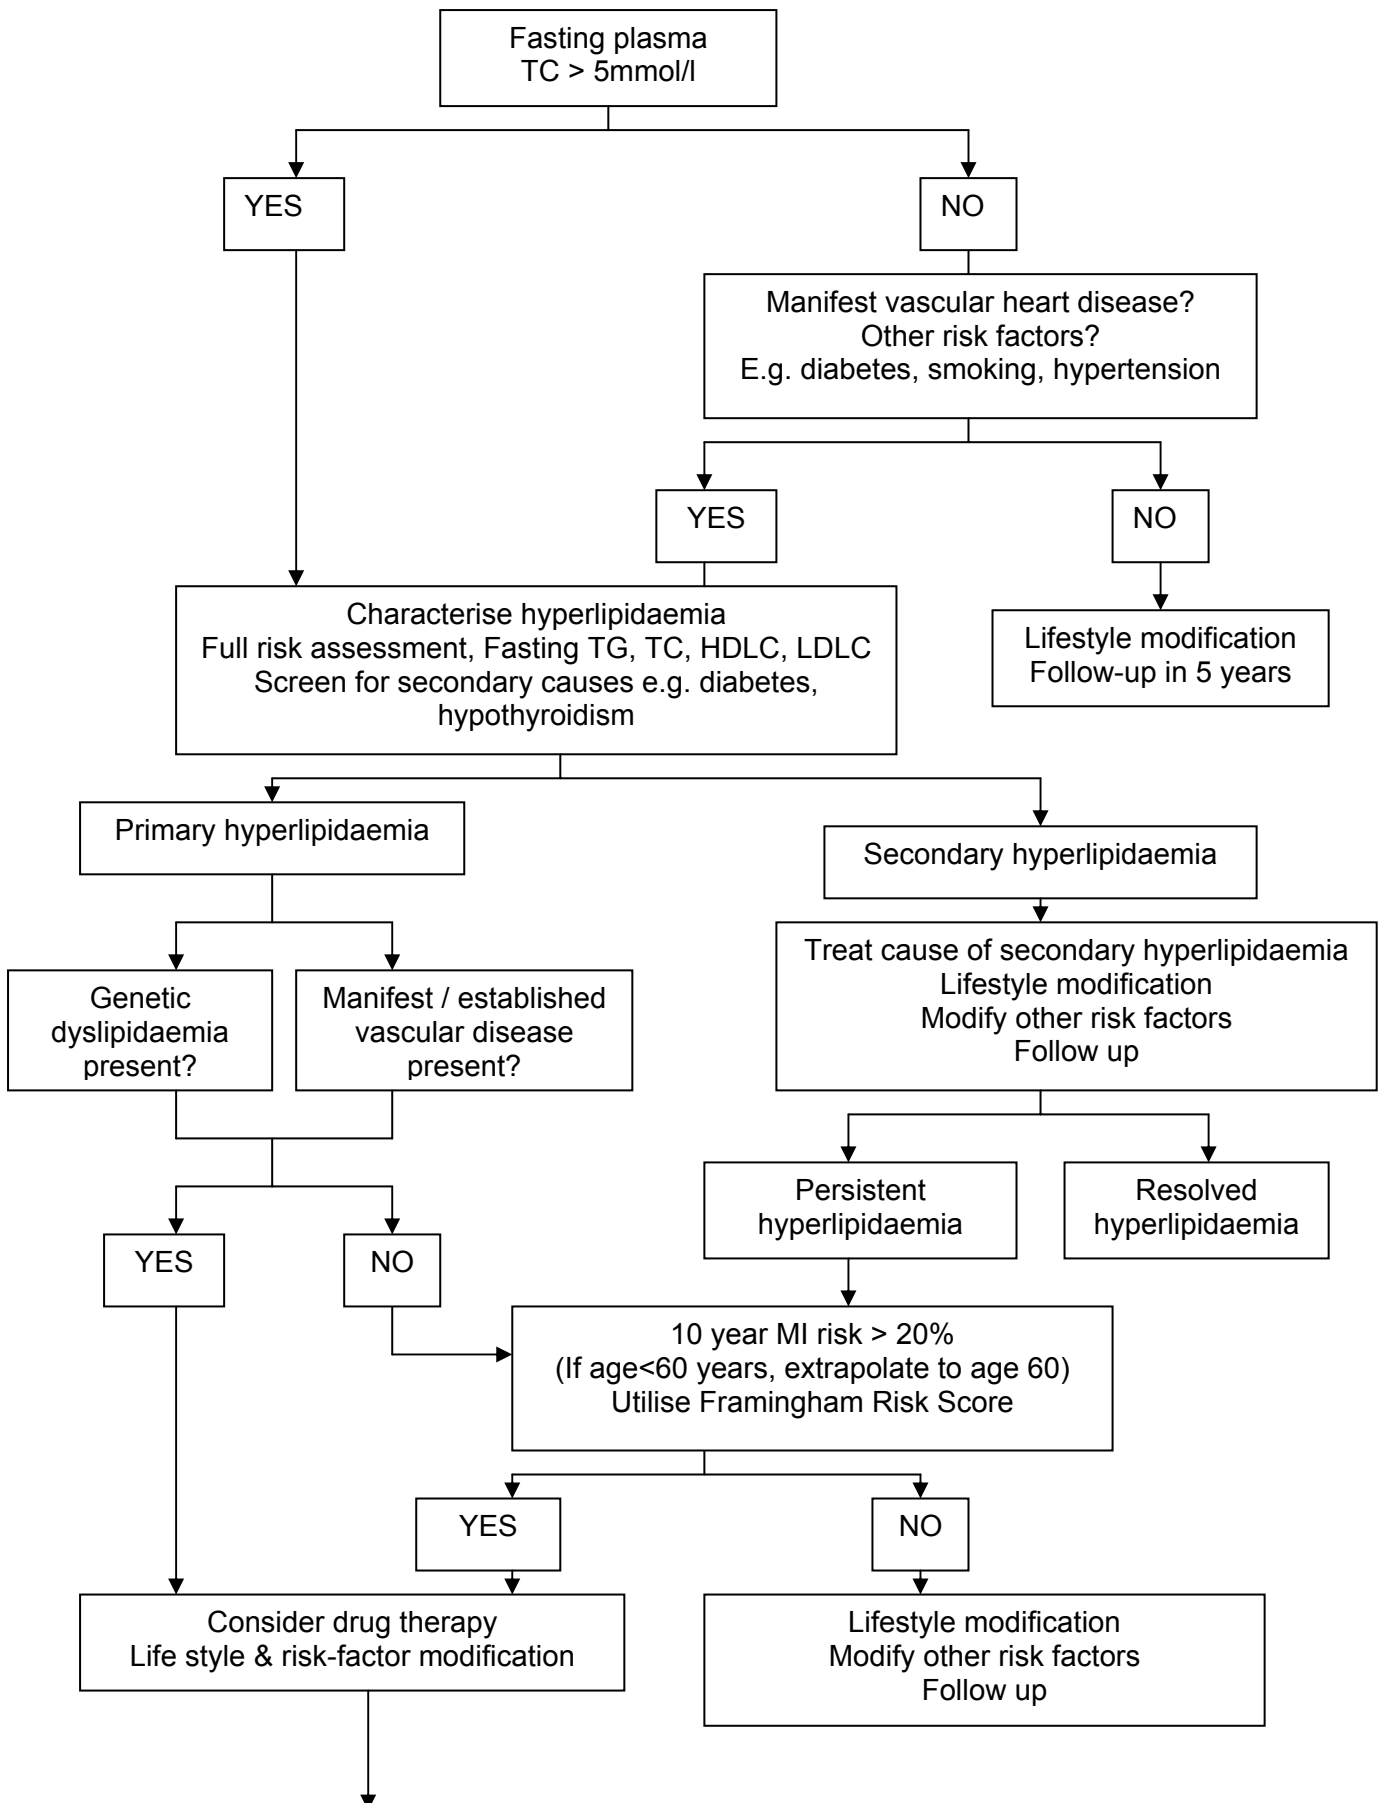 Fasting plasma
TC > 5mmol/l
YES
NO
Manifest vascular heart disease?
Other risk factors?
E.g. diabetes, smoking, hypertension
YES
NO
Characterise hyperlipidaemia
Full risk assessment, Fasting TG, TC, HDLC, LDLC
Screen for secondary causes e.g. diabetes,
hypothyroidism
Lifestyle modification
Follow-up in 5 years
Primary hyperlipidaemia
Secondary hyperlipidaemia
Treat cause of secondary hyperlipidaemia
Lifestyle modification
Modify other risk factors
Follow up
Genetic
dyslipidaemia
present?
Manifest / established
vascular disease
present?
Persistent
hyperlipidaemia
Resolved
hyperlipidaemia
YES
NO
10 year MI risk > 20%
(If age<60 years, extrapolate to age 60)
Utilise Framingham Risk Score
YES
NO
Consider drug therapy
Life style & risk-factor modification
Lifestyle modification
Modify other risk factors
Follow up